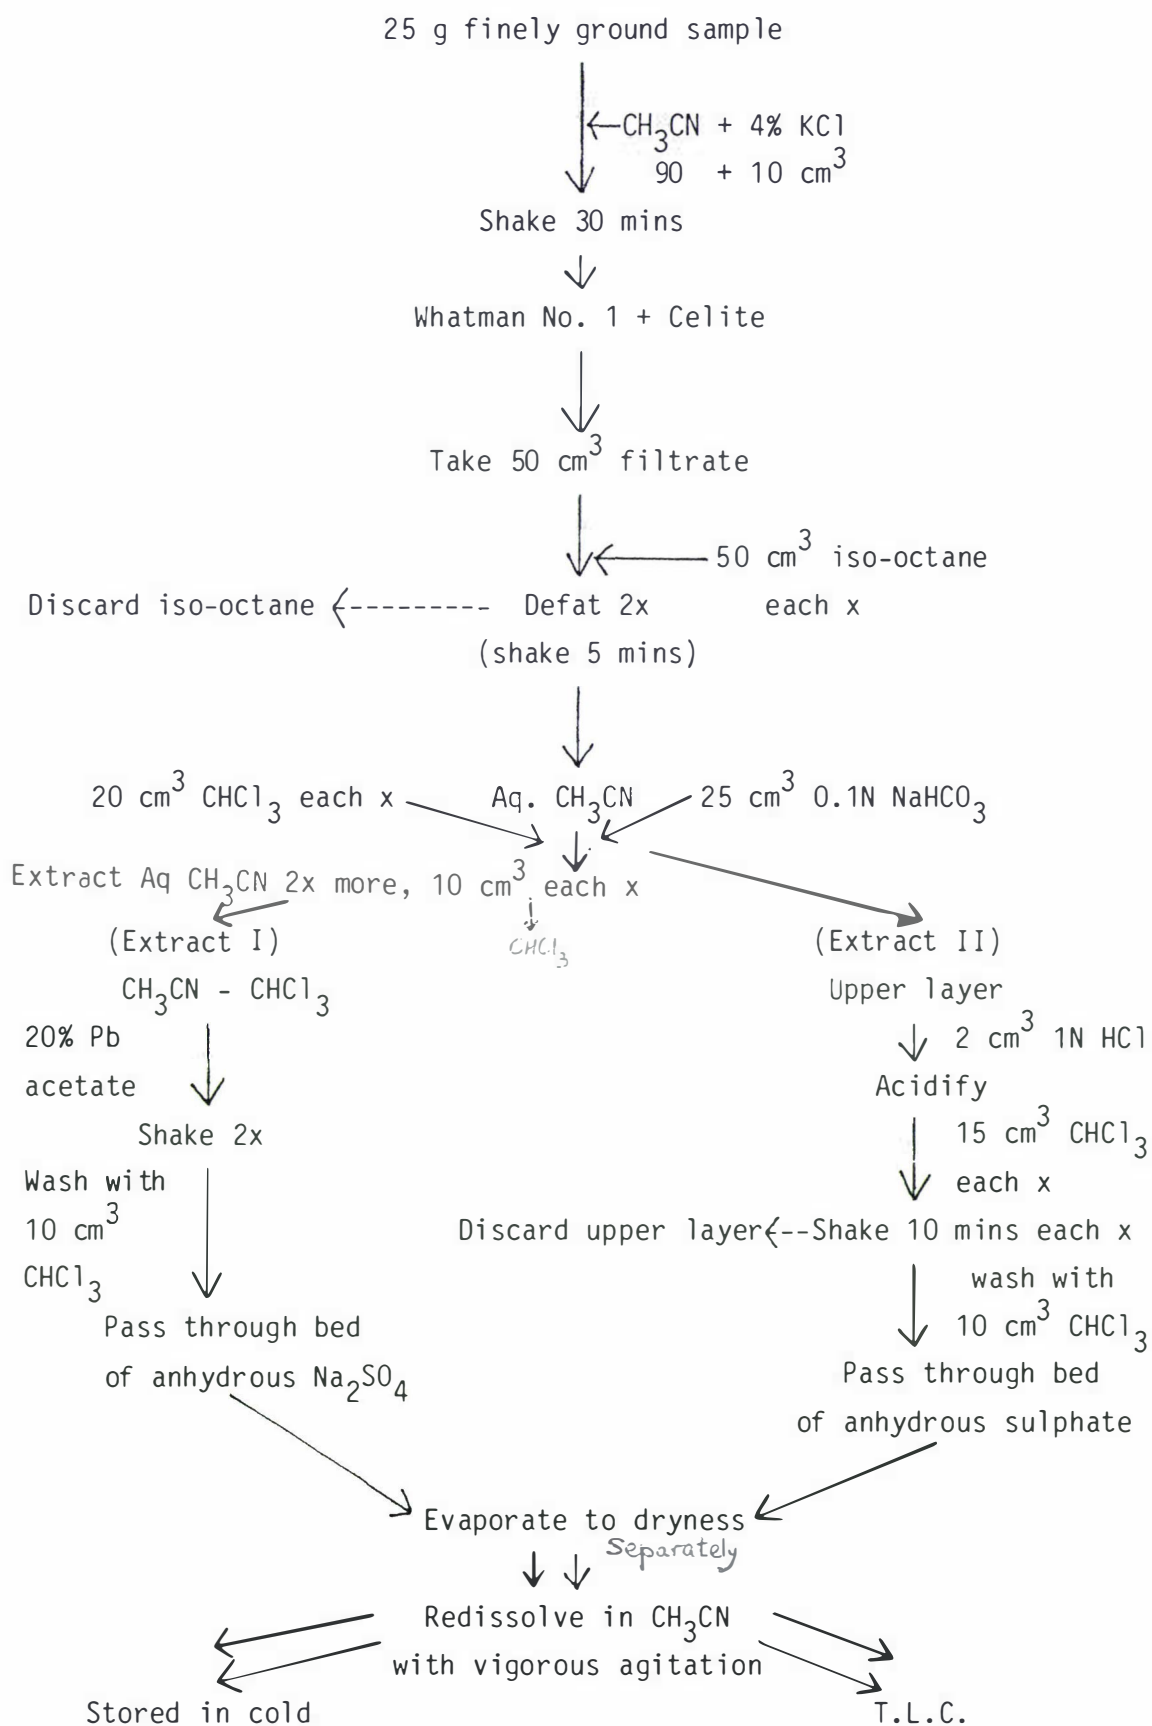 25 g finely ground sample
CH3CN + 4% KCl
90 + 10 cm³
Shake 30 mins
Whatman No. 1 + Celite
Take 50 cm³ filtrate
50 cm³ iso-octane
Discard iso-octane Defat 2x each x
(shake 5 mins)
20 cm³ CHCl3 each x Aq. CH3CN 25 cm³ 0.1N NaHCO3
Extract Aq CH3CN 2x more, 10 cm³ each x
(Extract I) CHCl3 (Extract II)
CH3CN - CHCl3 Upper layer
20% Pb 2 cm³ 1N HCl
acetate Acidify
Shake 2x 15 cm³ CHCl3
Wash with each x
10 cm³ Discard upper layer Shake 10 mins each x
CHCl3 wash with
Pass through bed 10 cm³ CHCl3
of anhydrous Na2SO4 Pass through bed
of anhydrous sulphate
Evaporate to dryness
Separately
Redissolve in CH3CN
with vigorous agitation
Stored in cold T.L.C.